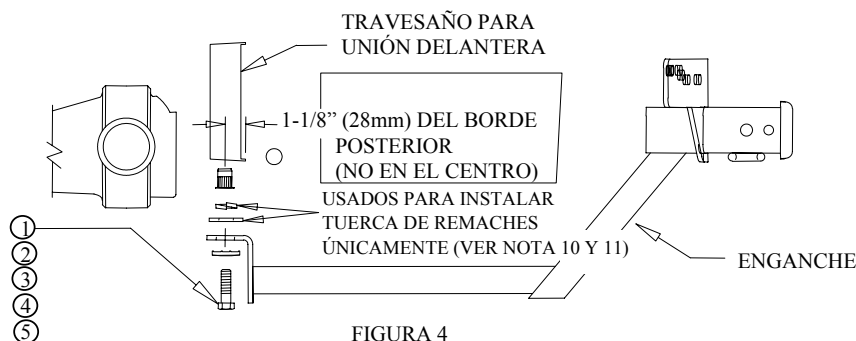 TRAVESAÑO PARA
UNIÓN DELANTERA
1-1/8” (28mm) DEL BORDE
POSTERIOR
(NO EN EL CENTRO)
USADOS PARA INSTALAR
TUERCA DE REMACHES
ÚNICAMENTE (VER NOTA 10 Y 11)
ENGANCHE
1
2
3
4
5
FIGURA 4